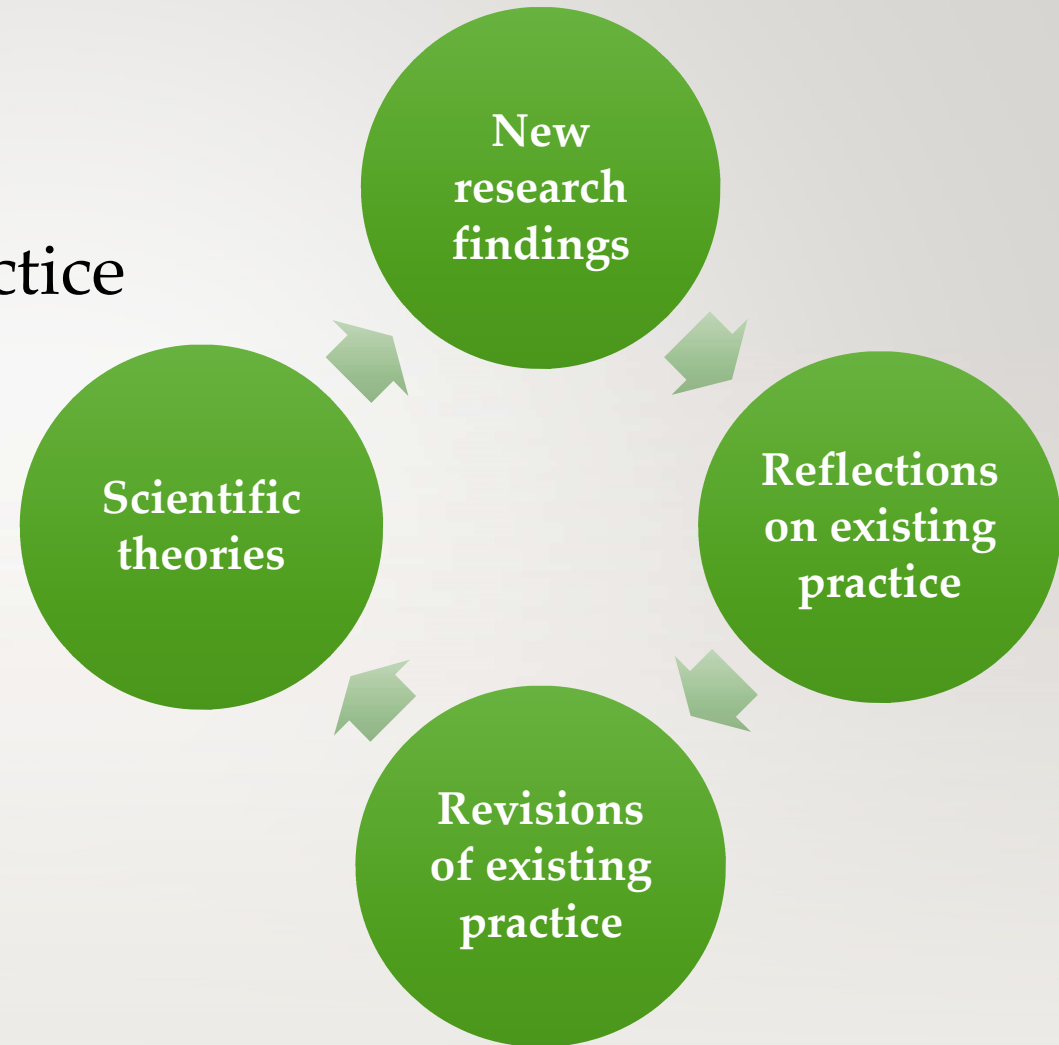 New
research
findings
ctice
Scientific
theories
Reflections
on existing
practice
Revisions
of existing
practice